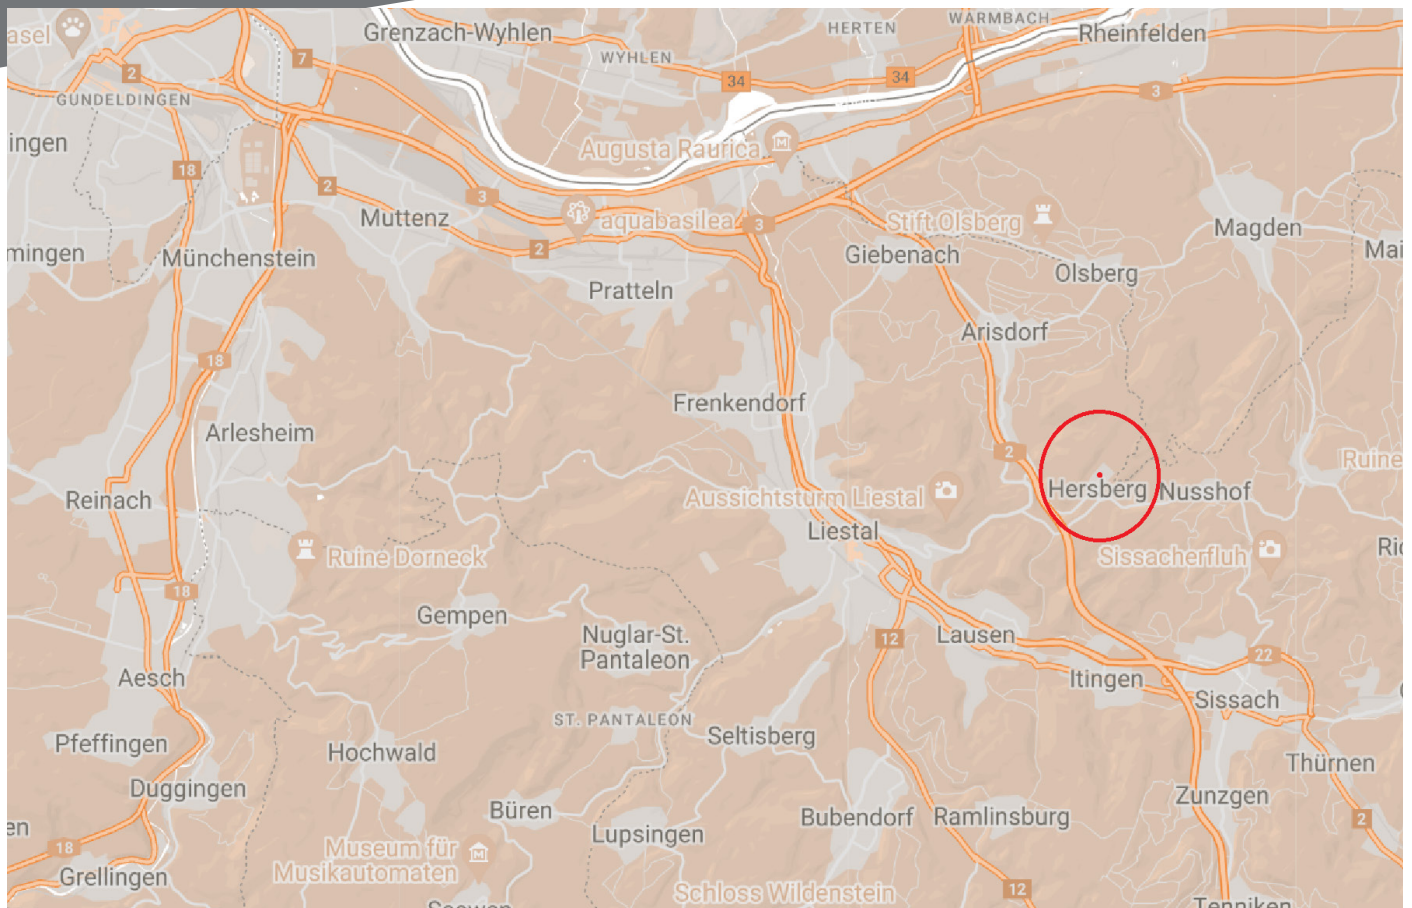 asel
Grenzach-Wyhlen
HERTEN
WARMBACH
Rheinfelden
WYHLEN
7
2
34
34
3
GUNDELDINGEN
ingen
Augusta Raurica
18
2
3
Muttenz
aquabasilea
3
Stift Olsberg
Magden
mingen
Münchenstein
2
Giebenach
Mai
Olsberg
Pratteln
Arisdorf
18
Frenkendorf
Arlesheim
2
Ruine
Reinach
Aussichtsturm Liestal
Hersberg
Nusshof
Liestal
Ruine Dorneck
Sissacherfluh
Ric
18
Gempen
Nuglar-St.
Pantaleon
12
Lausen
22
Aesch
Itingen
Sissach
ST. PANTALEON
Pfeffingen
Hochwald
Seltisberg
Thürnen
Duggingen
Büren
Zunzgen
en
Lupsingen
Bubendorf
Ramlinsburg
2
18
Museum für
Musikautomaten
Grellingen
Schloss Wildenstein
12
Seewen
Tenniken